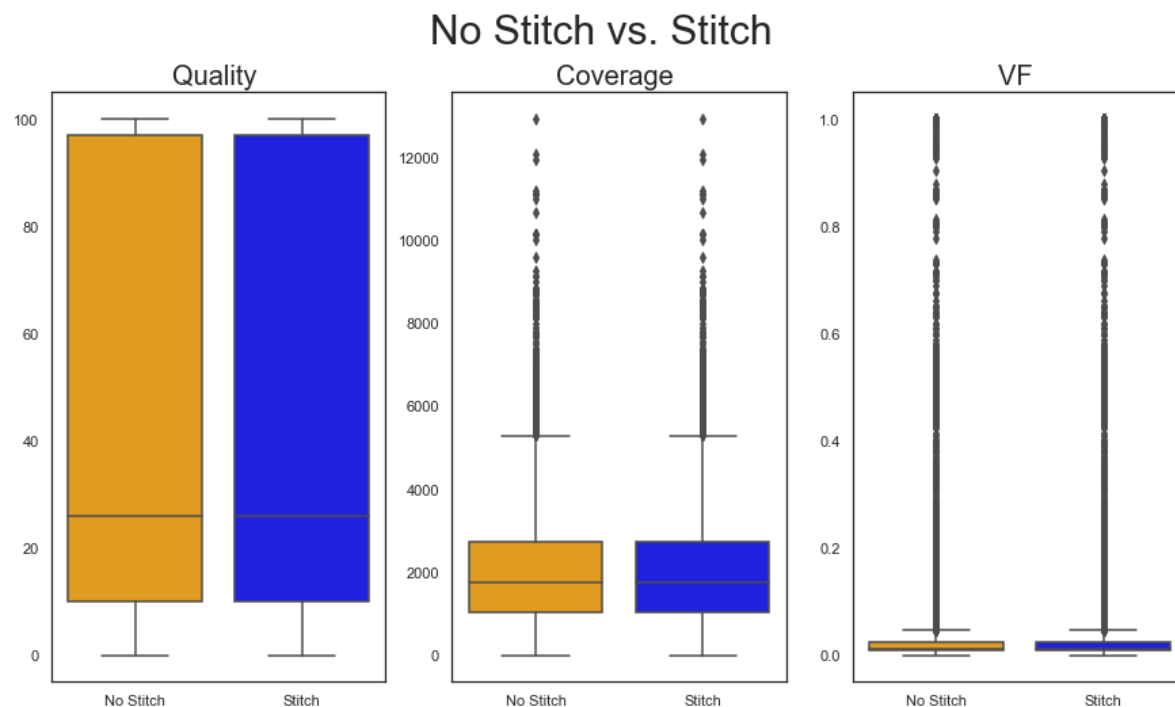 No Stitch vs. Stitch
Quality
Coverage
VF
100
80
60
40
20
0
No Stitch
Stitch
12000
10000
8000
6000
4000
2000
0
No Stitch
Stitch
1.0
0.8
0.6
0.4
0.2
0.0
No Stitch
Stitch